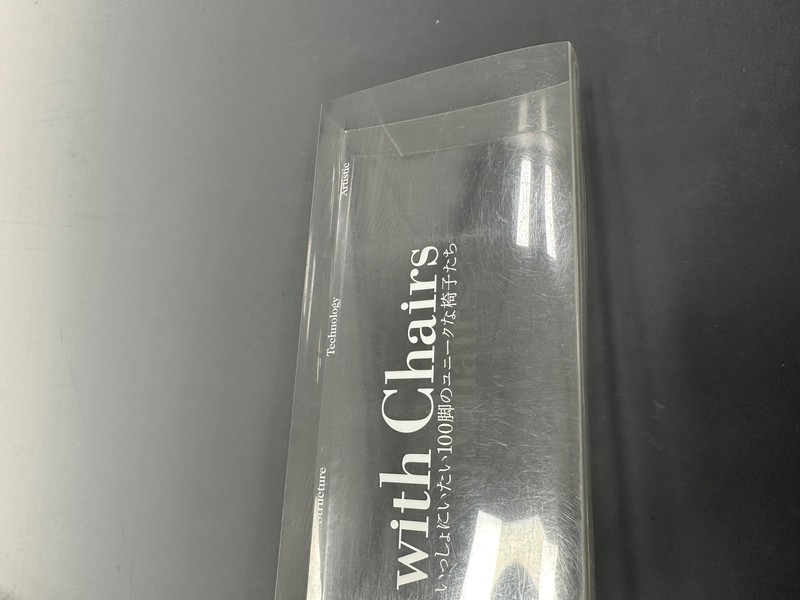 Structure Technology Artistic
with Chairs
いっしょにいたい100脚のユニークな椅子たち